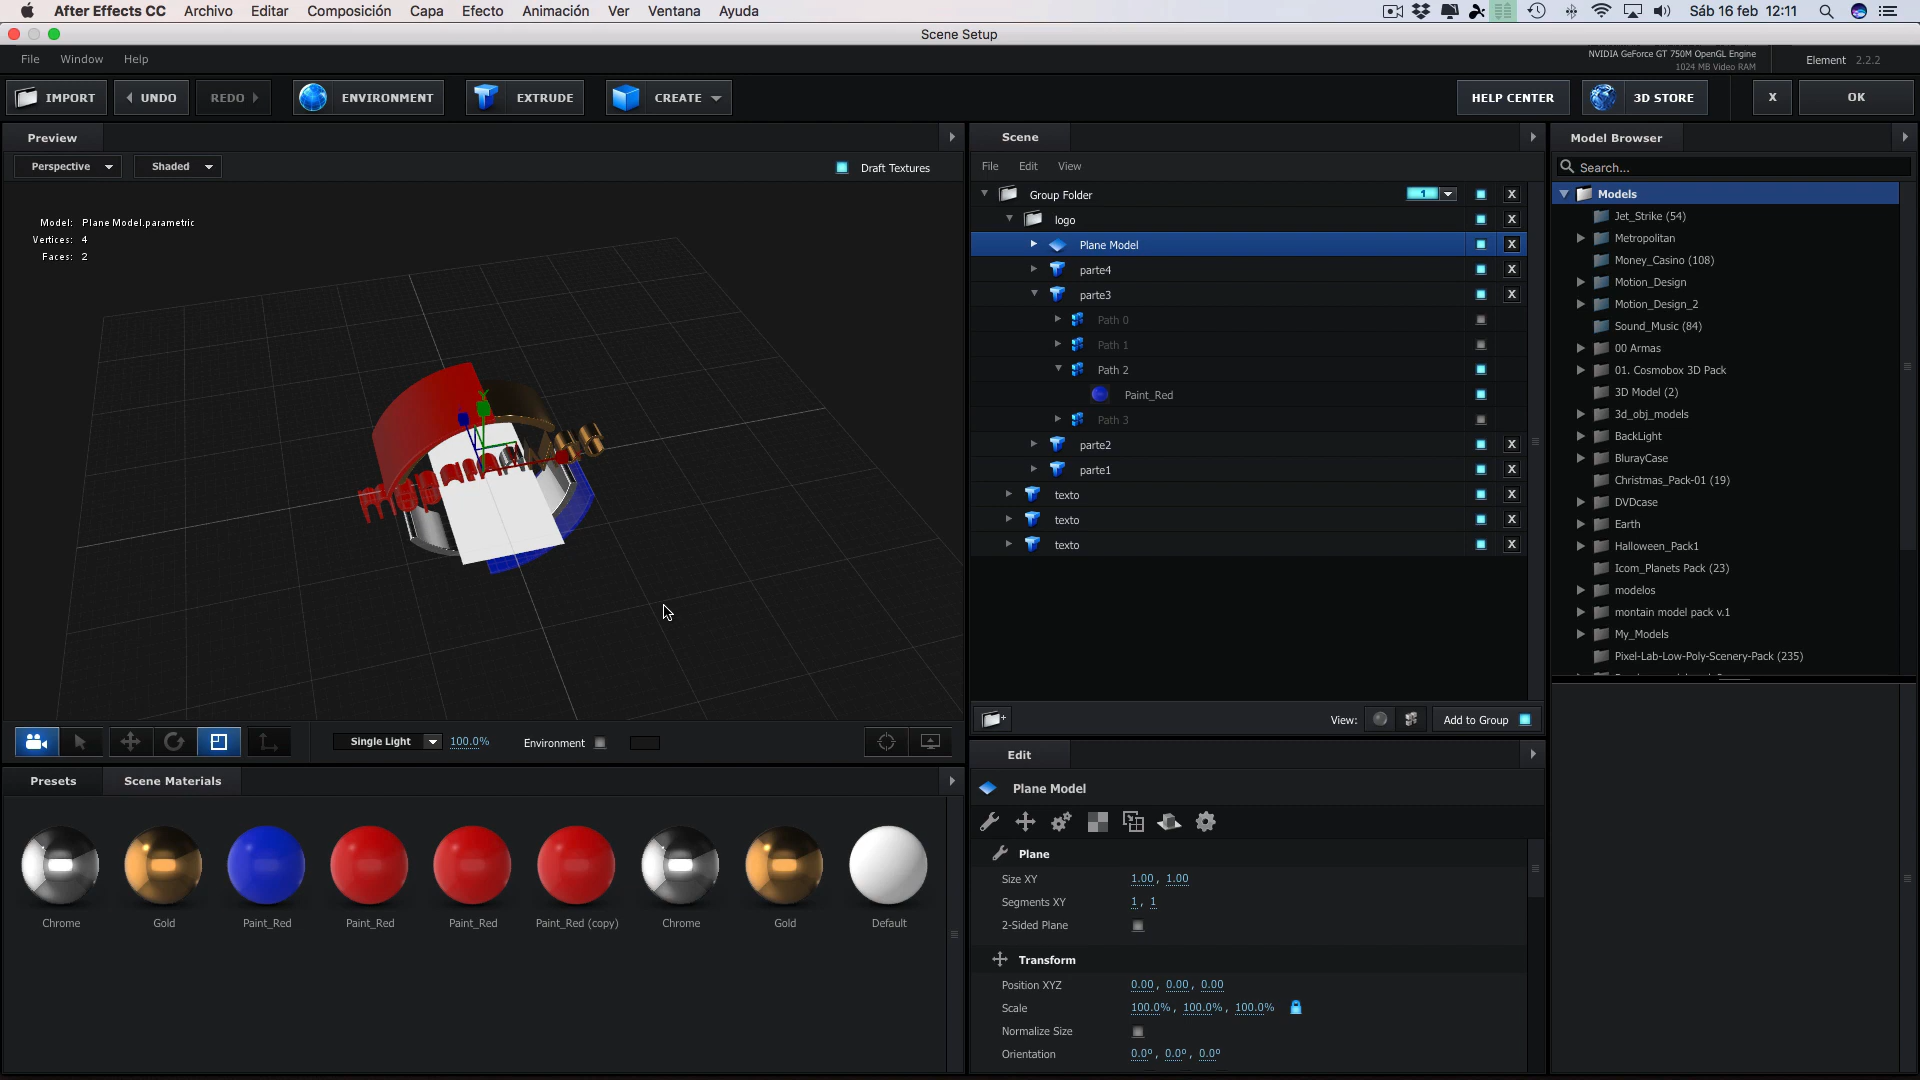 After Effects CC Archivo Editar Composición Capa Efecto Animación Ver Ventana Ayuda Sáb 16 feb 12:11
Scene Setup
File Window Help
NVIDIA GeForce GT 750M OpenGL Engine
1024 MB Video RAM
Element 2.2.2
IMPORT UNDO REDO ENVIRONMENT EXTRUDE CREATE HELP CENTER 3D STORE X OK
Preview
Perspective Shaded Draft Textures
Model: Plane Model.parametric
Vertices: 4
Faces: 2
Single Light 100.0% Environment
Presets Scene Materials
Chrome Gold Paint_Red Paint_Red Paint_Red Paint_Red (copy) Chrome Gold Default
Scene
File Edit View
Group Folder 1 X
logo X
Plane Model X
parte4 X
parte3 X
Path 0
Path 1
Path 2
Paint_Red
Path 3
parte2 X
parte1 X
texto X
texto X
texto X
View: Add to Group
Edit
Plane Model
Plane
Size XY 1.00, 1.00
Segments XY 1, 1
2-Sided Plane
Transform
Position XYZ 0.00, 0.00, 0.00
Scale 100.0%, 100.0%, 100.0%
Normalize Size
Orientation 0.0º, 0.0º, 0.0º
Model Browser
Search...
Models
Jet_Strike (54)
Metropolitan
Money_Casino (108)
Motion_Design
Motion_Design_2
Sound_Music (84)
00 Armas
01. Cosmobox 3D Pack
3D Model (2)
3d_obj_models
BackLight
BlurayCase
Christmas_Pack-01 (19)
DVDcase
Earth
Halloween_Pack1
Icom_Planets Pack (23)
modelos
montain model pack v.1
My_Models
Pixel-Lab-Low-Poly-Scenery-Pack (235)